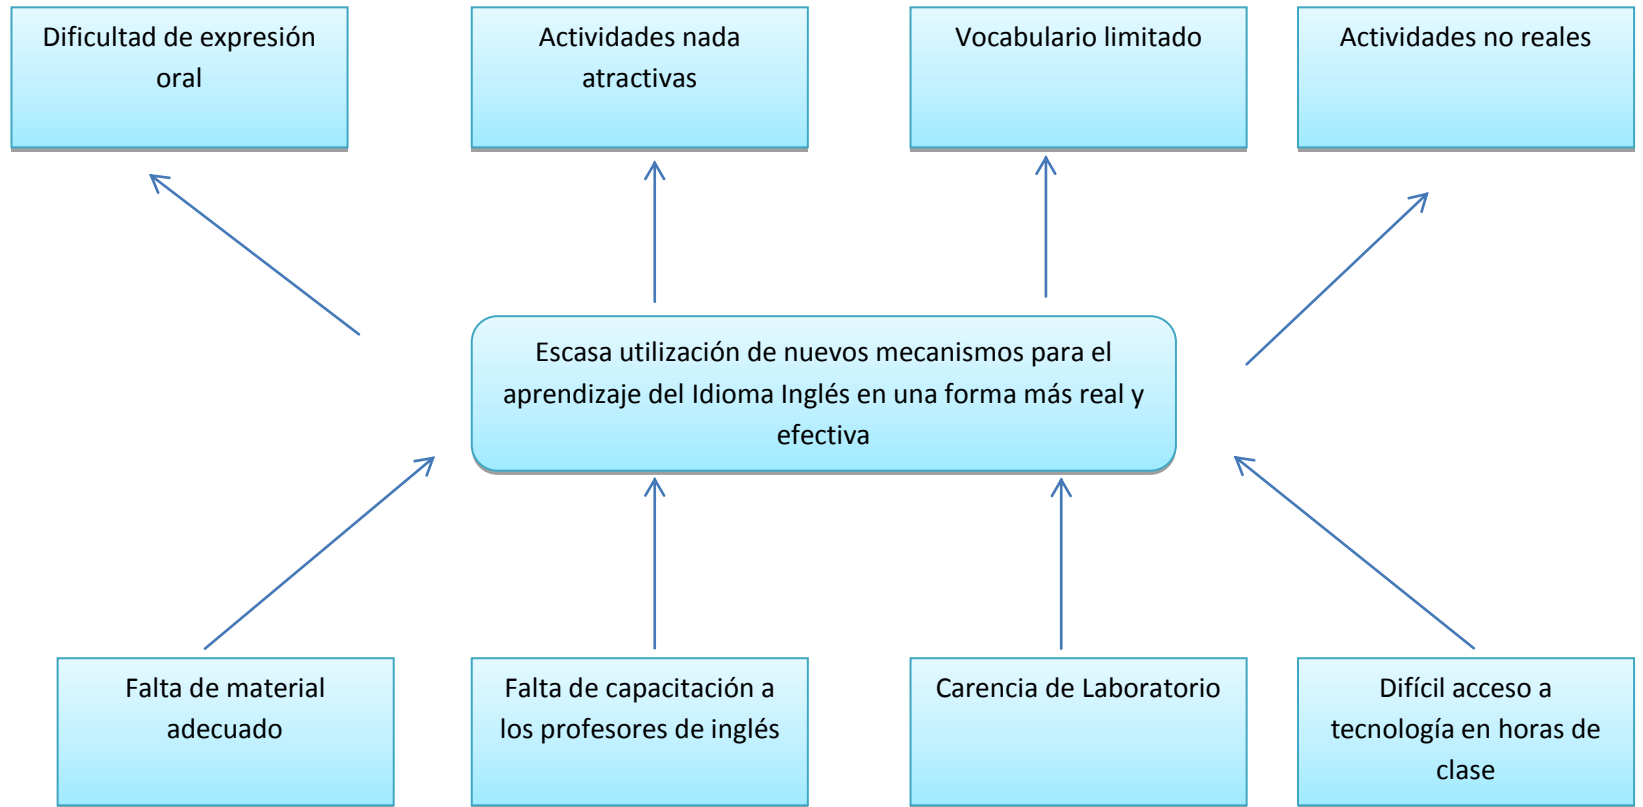 Dificultad de expresión
oral
Actividades nada
atractivas
Vocabulario limitado
Actividades no reales
Escasa utilización de nuevos mecanismos para el
aprendizaje del Idioma Inglés en una forma más real y
efectiva
Falta de material
adecuado
Falta de capacitación a
los profesores de inglés
Carencia de Laboratorio
Difícil acceso a
tecnología en horas de
clase